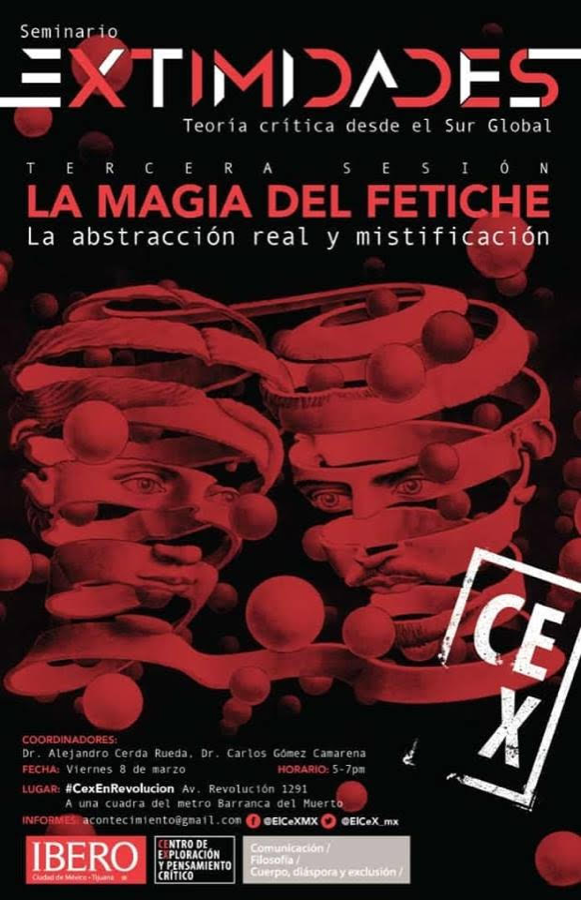 Seminario
EXTIMIDADES
Teoría crítica desde el Sur Global
TERCERA SESIÓN
LA MAGIA DEL FETICHE
La abstracción real y mistificación
CEX
COORDINADORES:
Dr. Alejandro Cerda Rueda, Dr. Carlos Gómez Camarena
FECHA: Viernes 8 de marzo HORARIO: 5-7pm
LUGAR: #CexEnRevolucion Av. Revolución 1291
A una cuadra del metro Barranca del Muerto
INFORMES: acontecimiento@gmail.com @ElCeXMX @ElCeX_mx
IBERO
Ciudad de México - Tijuana
CENTRO DE
EXPLORACIÓN
Y PENSAMIENTO
CRÍTICO
Comunicación /
Filosofía /
Cuerpo, diáspora y exclusión /